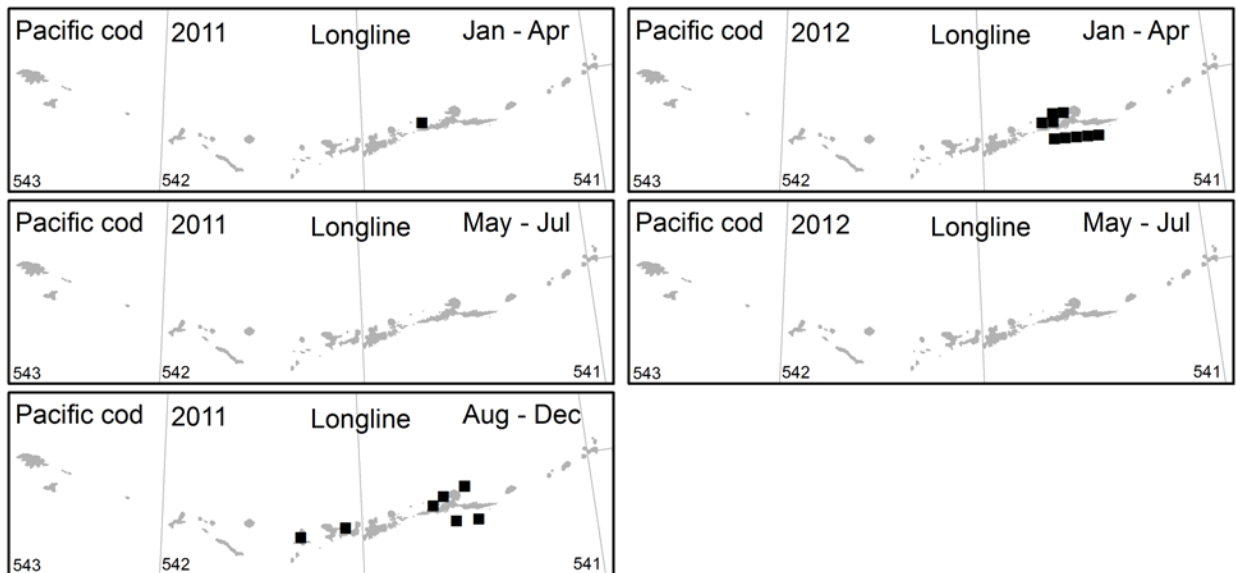 Pacific cod 2011 Longline Jan - Apr
543 542 541
Pacific cod 2012 Longline Jan - Apr
543 542 541
Pacific cod 2011 Longline May - Jul
543 542 541
Pacific cod 2012 Longline May - Jul
543 542 541
Pacific cod 2011 Longline Aug - Dec
543 542 541